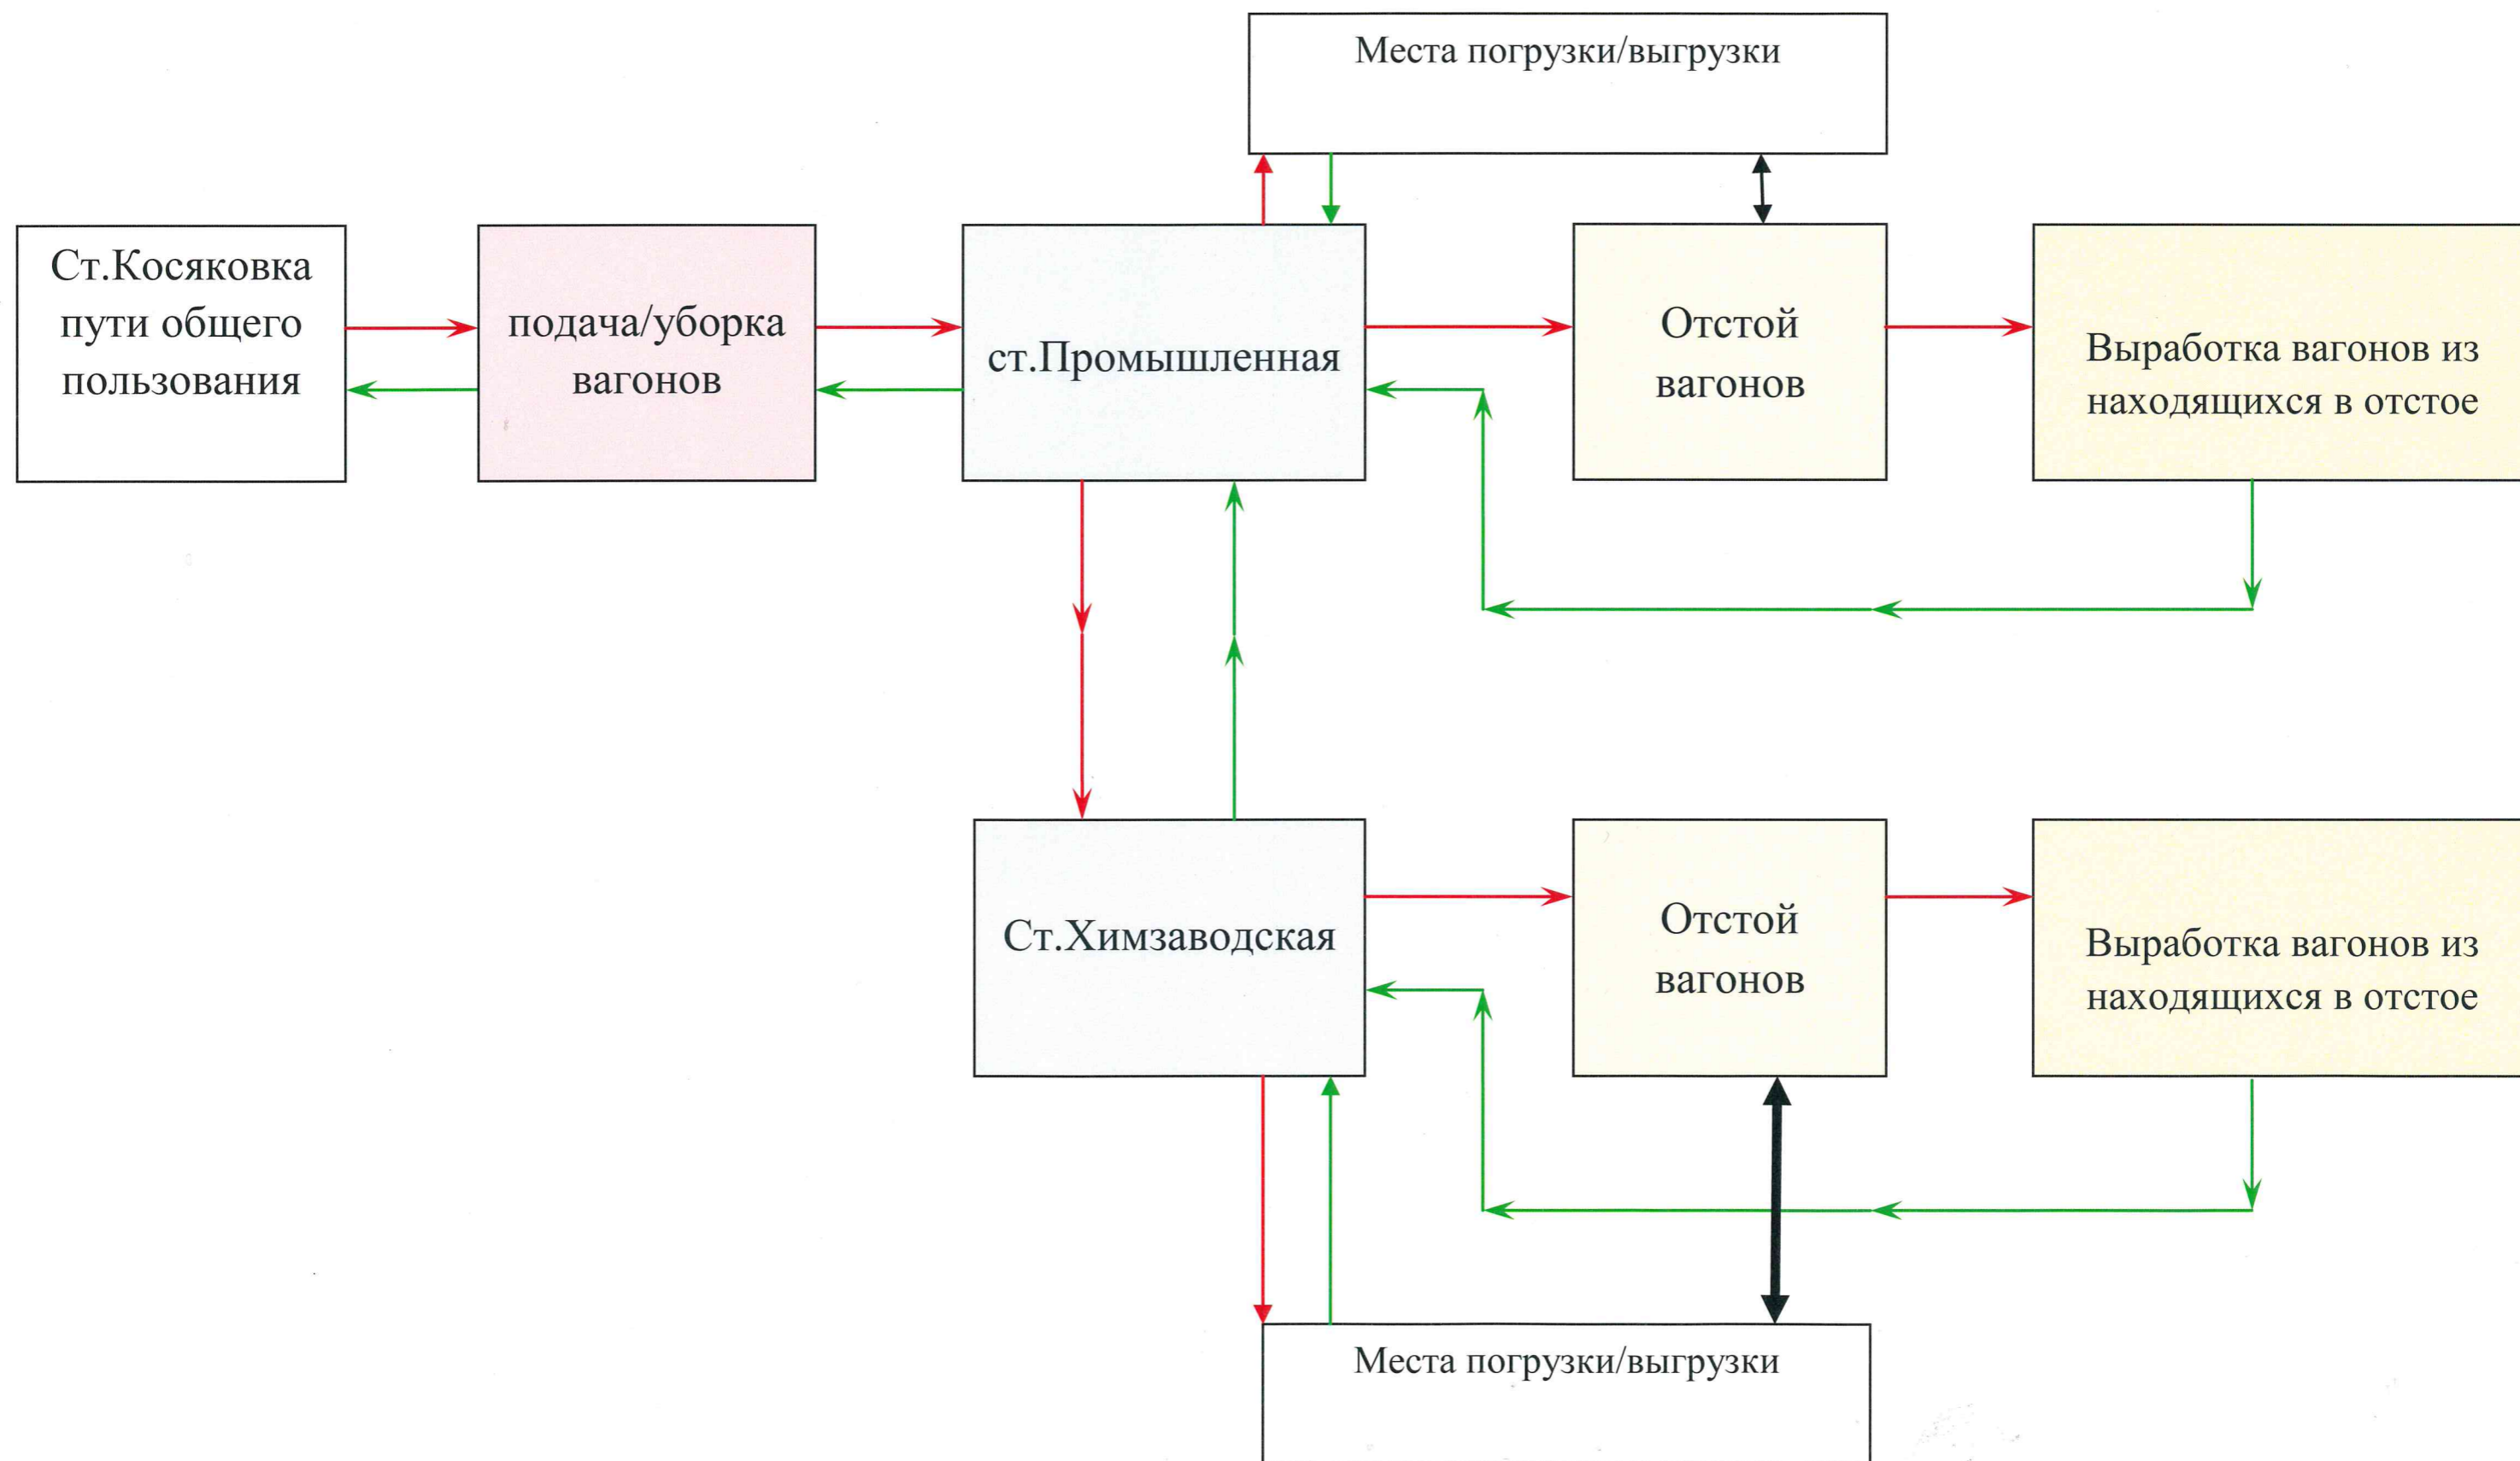 Места погрузки/выгрузки
Ст.Косяковка
пути общего
пользования
подача/уборка
вагонов
ст.Промышленная
Отстой
вагонов
Выработка вагонов из
находящихся в отстое
Ст.Химзаводская
Отстой
вагонов
Выработка вагонов из
находящихся в отстое
Места погрузки/выгрузки